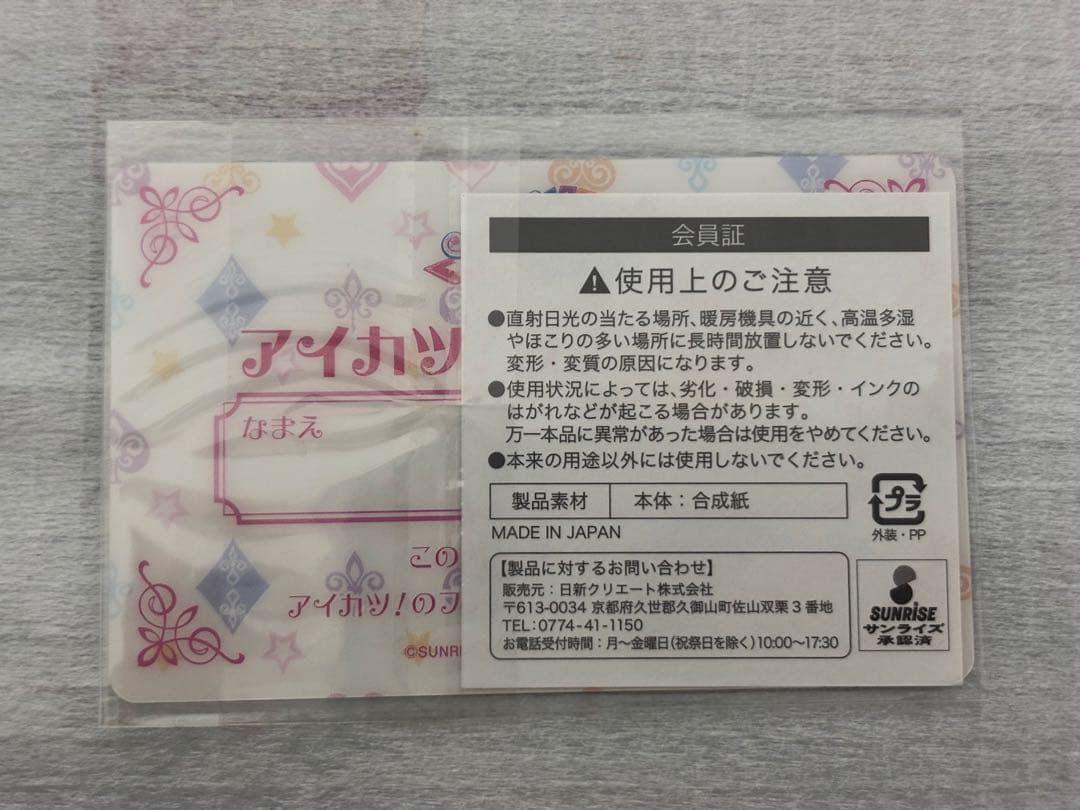 会員証
使用上のご注意
●直射日光の当たる場所、暖房機具の近く、高温多湿
やほこりの多い場所に長時間放置しないでください。
変形・変質の原因になります。
●使用状況によっては、劣化・破損・変形・インクの
はがれなどが起こる場合があります。
万一本品に異常があった場合は使用をやめてください。
●本来の用途以外には使用しないでください。
製品素材 本体：合成紙
プラ
外装・PP
MADE IN JAPAN
【製品に対するお問い合わせ】
販売元：日新クリエート株式会社
〒613-0034 京都府久世郡久御山町佐山双栗3番地
TEL:0774-41-1150
お電話受付時間：月～金曜日(祝祭日を除く)10:00～17:30
SUNRISE
サンライズ
承認済
アイカツ
なまえ
この
アイカツ!の
©SUNR